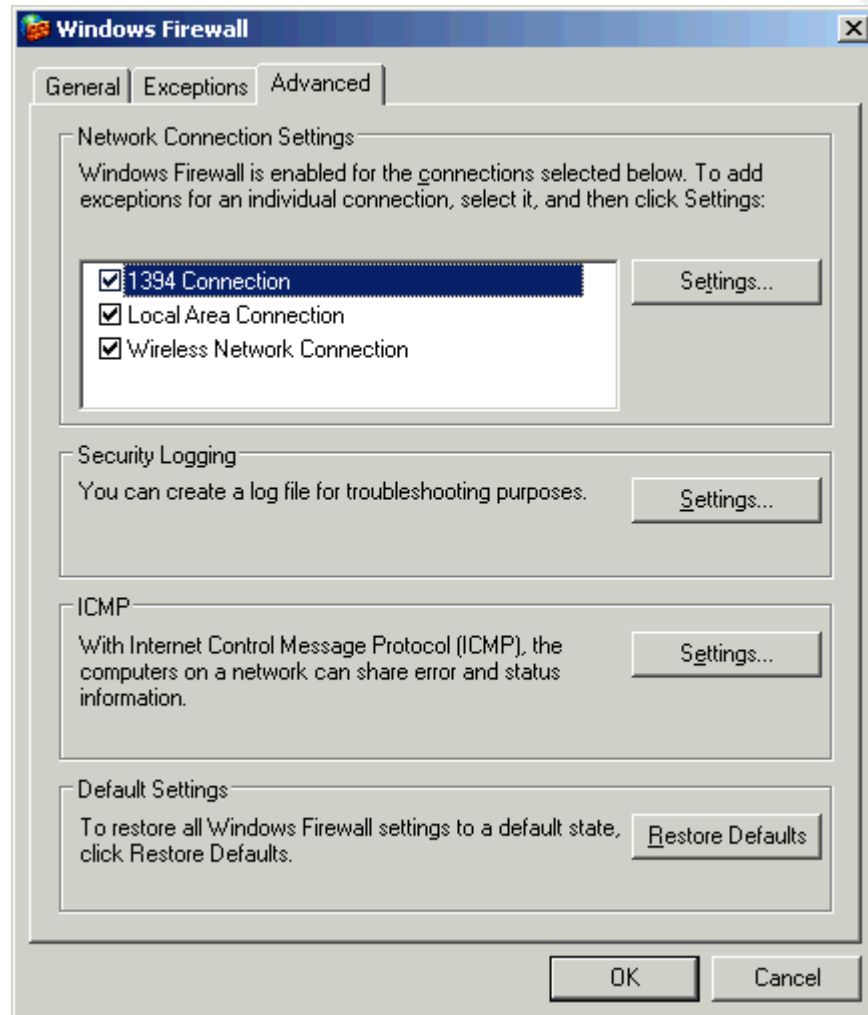 Windows Firewall
General
Exceptions
Advanced
Network Connection Settings
Windows Firewall is enabled for the connections selected below. To add
exceptions for an individual connection, select it, and then click Settings:
1394 Connection
Settings...
Local Area Connection
Wireless Network Connection
Security Logging
You can create a log file for troubleshooting purposes.
Settings...
ICMP
With Internet Control Message Protocol (ICMP), the
computers on a network can share error and status
information.
Settings...
Default Settings
To restore all Windows Firewall settings to a default state,
click Restore Defaults.
Restore Defaults
OK
Cancel